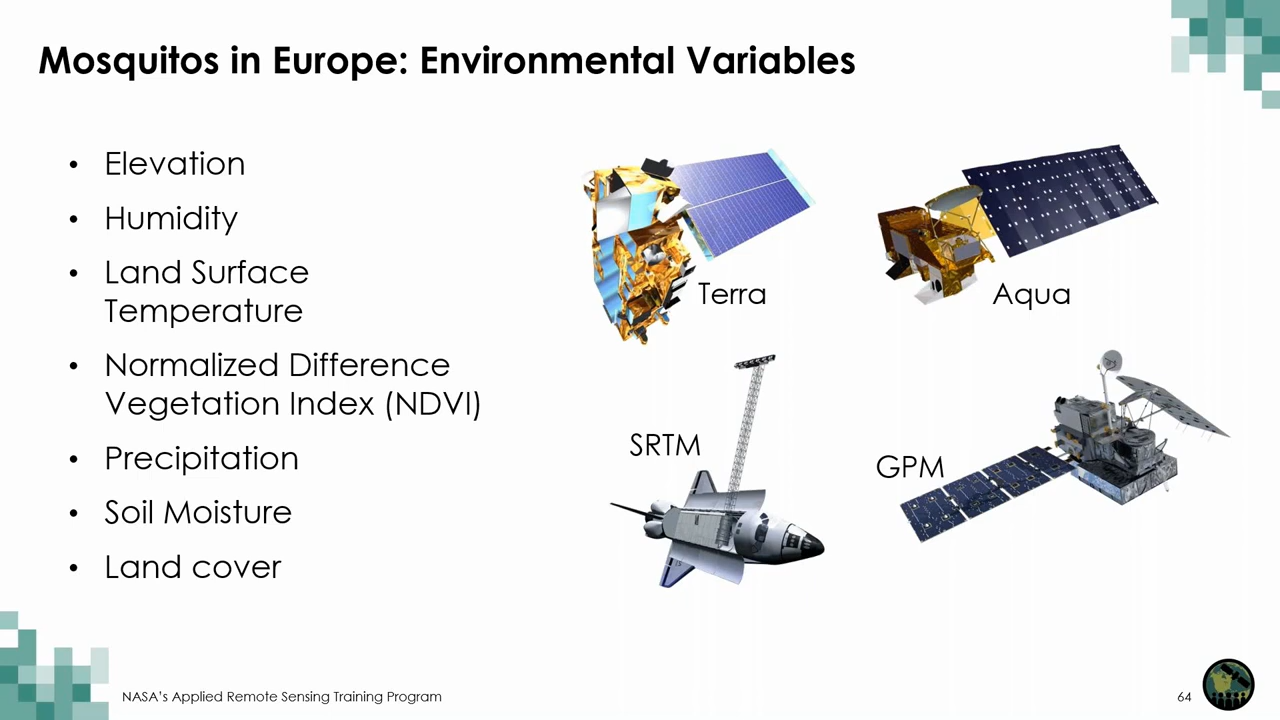 Mosquitos in Europe: Environmental Variables
• Elevation
• Humidity
• Land Surface
Temperature
• Normalized Difference
Vegetation Index (NDVI)
• Precipitation
• Soil Moisture
• Land cover
Terra
Aqua
SRTM
GPM
NASA's Applied Remote Sensing Training Program
64